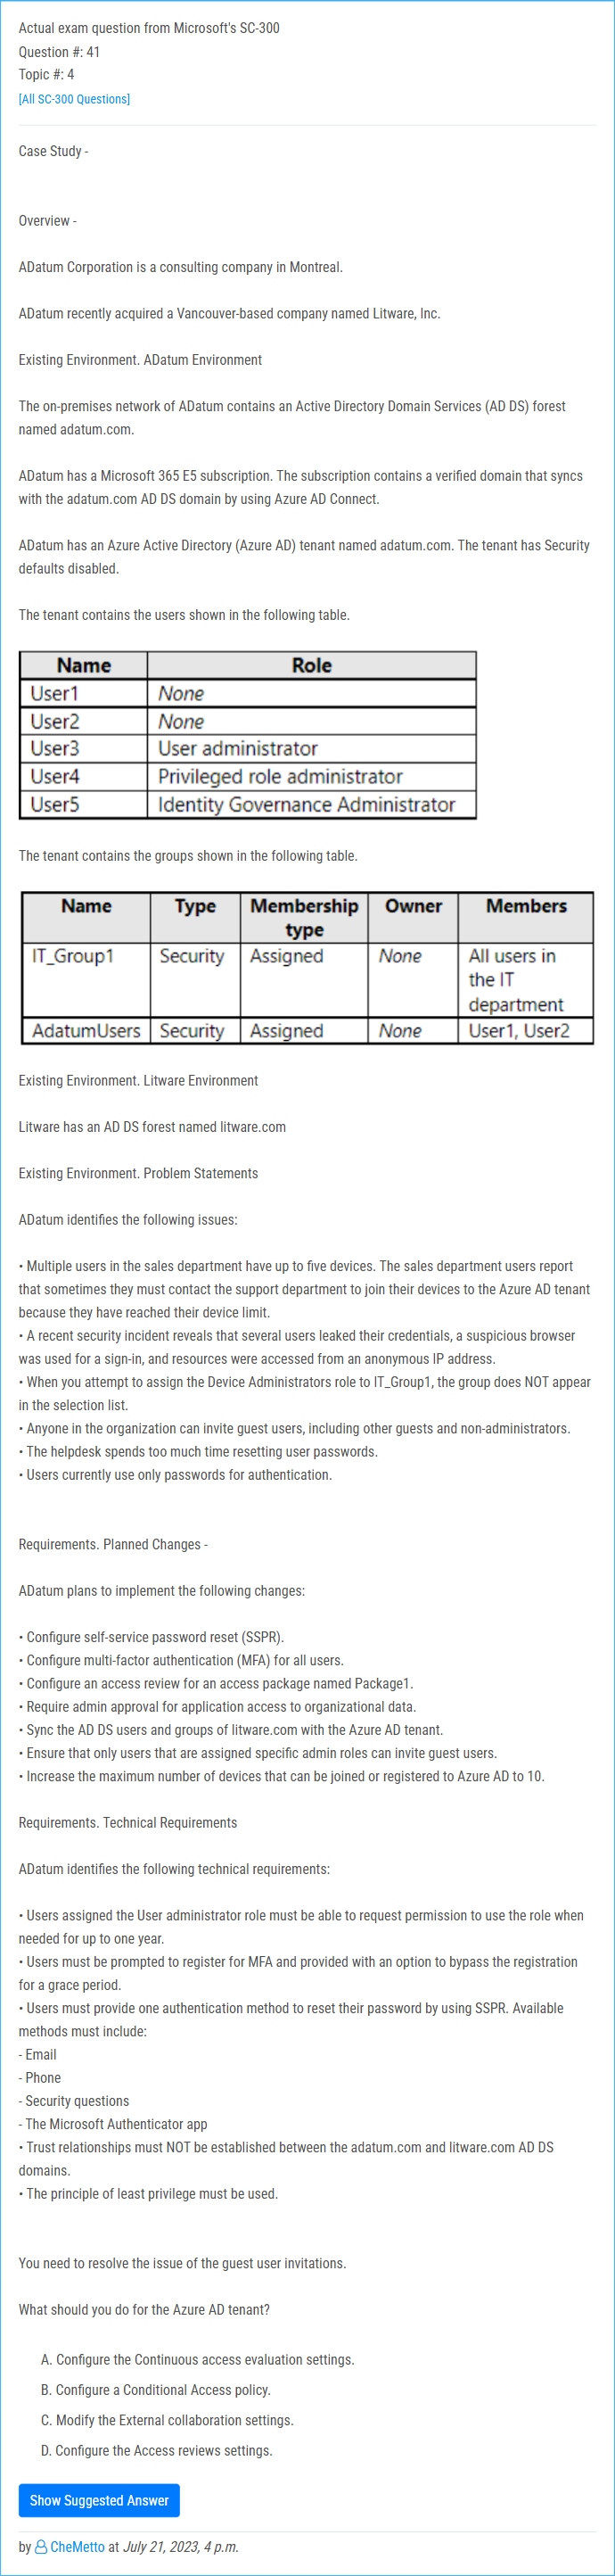 Actual exam question from Microsoft's SC-300
Question #: 41
Topic #: 4
[All SC-300 Questions]
Case Study -
Overview -
ADatum Corporation is a consulting company in Montreal.
ADatum recently acquired a Vancouver-based company named Litware, Inc.
Existing Environment. ADatum Environment
The on-premises network of ADatum contains an Active Directory Domain Services (AD DS) forest
named adatum.com.
ADatum has a Microsoft 365 E5 subscription. The subscription contains a verified domain that syncs
with the adatum.com AD DS domain by using Azure AD Connect.
ADatum has an Azure Active Directory (Azure AD) tenant named adatum.com. The tenant has Security
defaults disabled.
The tenant contains the users shown in the following table.
Name Role
User1 None
User2 None
User3 User administrator
User4 Privileged role administrator
User5 Identity Governance Administrator
The tenant contains the groups shown in the following table.
Name Type Membership Owner Members
type
IT_Group1 Security Assigned None All users in
the IT
department
AdatumUsers Security Assigned None User1, User2
Existing Environment. Litware Environment
Litware has an AD DS forest named litware.com
Existing Environment. Problem Statements
ADatum identifies the following issues:
• Multiple users in the sales department have up to five devices. The sales department users report
that sometimes they must contact the support department to join their devices to the Azure AD tenant
because they have reached their device limit.
• A recent security incident reveals that several users leaked their credentials, a suspicious browser
was used for a sign-in, and resources were accessed from an anonymous IP address.
• When you attempt to assign the Device Administrators role to IT_Group1, the group does NOT appear
in the selection list.
• Anyone in the organization can invite guest users, including other guests and non-administrators.
• The helpdesk spends too much time resetting user passwords.
• Users currently use only passwords for authentication.
Requirements. Planned Changes -
ADatum plans to implement the following changes:
• Configure self-service password reset (SSPR).
• Configure multi-factor authentication (MFA) for all users.
• Configure an access review for an access package named Package1.
• Require admin approval for application access to organizational data.
• Sync the AD DS users and groups of litware.com with the Azure AD tenant.
• Ensure that only users that are assigned specific admin roles can invite guest users.
• Increase the maximum number of devices that can be joined or registered to Azure AD to 10.
Requirements. Technical Requirements
ADatum identifies the following technical requirements:
• Users assigned the User administrator role must be able to request permission to use the role when
needed for up to one year.
• Users must be prompted to register for MFA and provided with an option to bypass the registration
for a grace period.
• Users must provide one authentication method to reset their password by using SSPR. Available
methods must include:
- Email
- Phone
- Security questions
- The Microsoft Authenticator app
• Trust relationships must NOT be established between the adatum.com and litware.com AD DS
domains.
• The principle of least privilege must be used.
You need to resolve the issue of the guest user invitations.
What should you do for the Azure AD tenant?
A. Configure the Continuous access evaluation settings.
B. Configure a Conditional Access policy.
C. Modify the External collaboration settings.
D. Configure the Access reviews settings.
Show Suggested Answer
by CheMetto at July 21, 2023, 4 p.m.